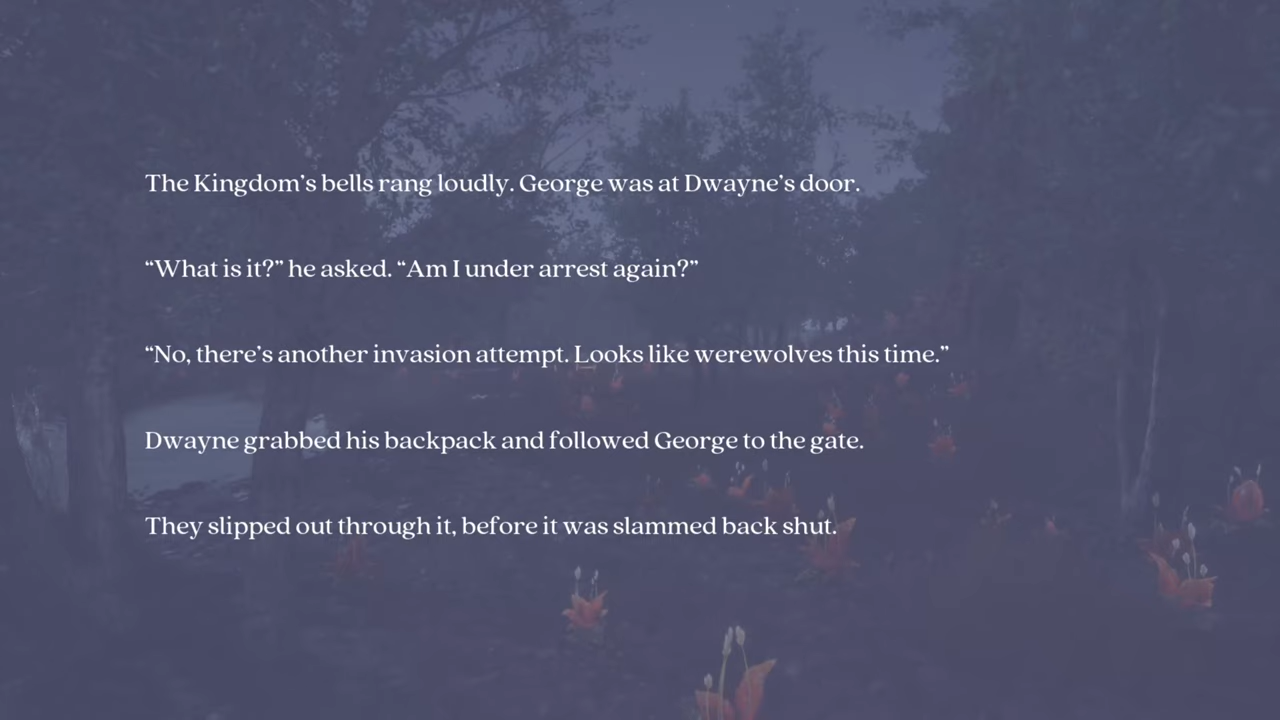 The Kingdom’s bells rang loudly. George was at Dwayne’s door.
“What is it?” he asked. “Am I under arrest again?”
“No, there’s another invasion attempt. Looks like werewolves this time.”
Dwayne grabbed his backpack and followed George to the gate.
They slipped out through it, before it was slammed back shut.